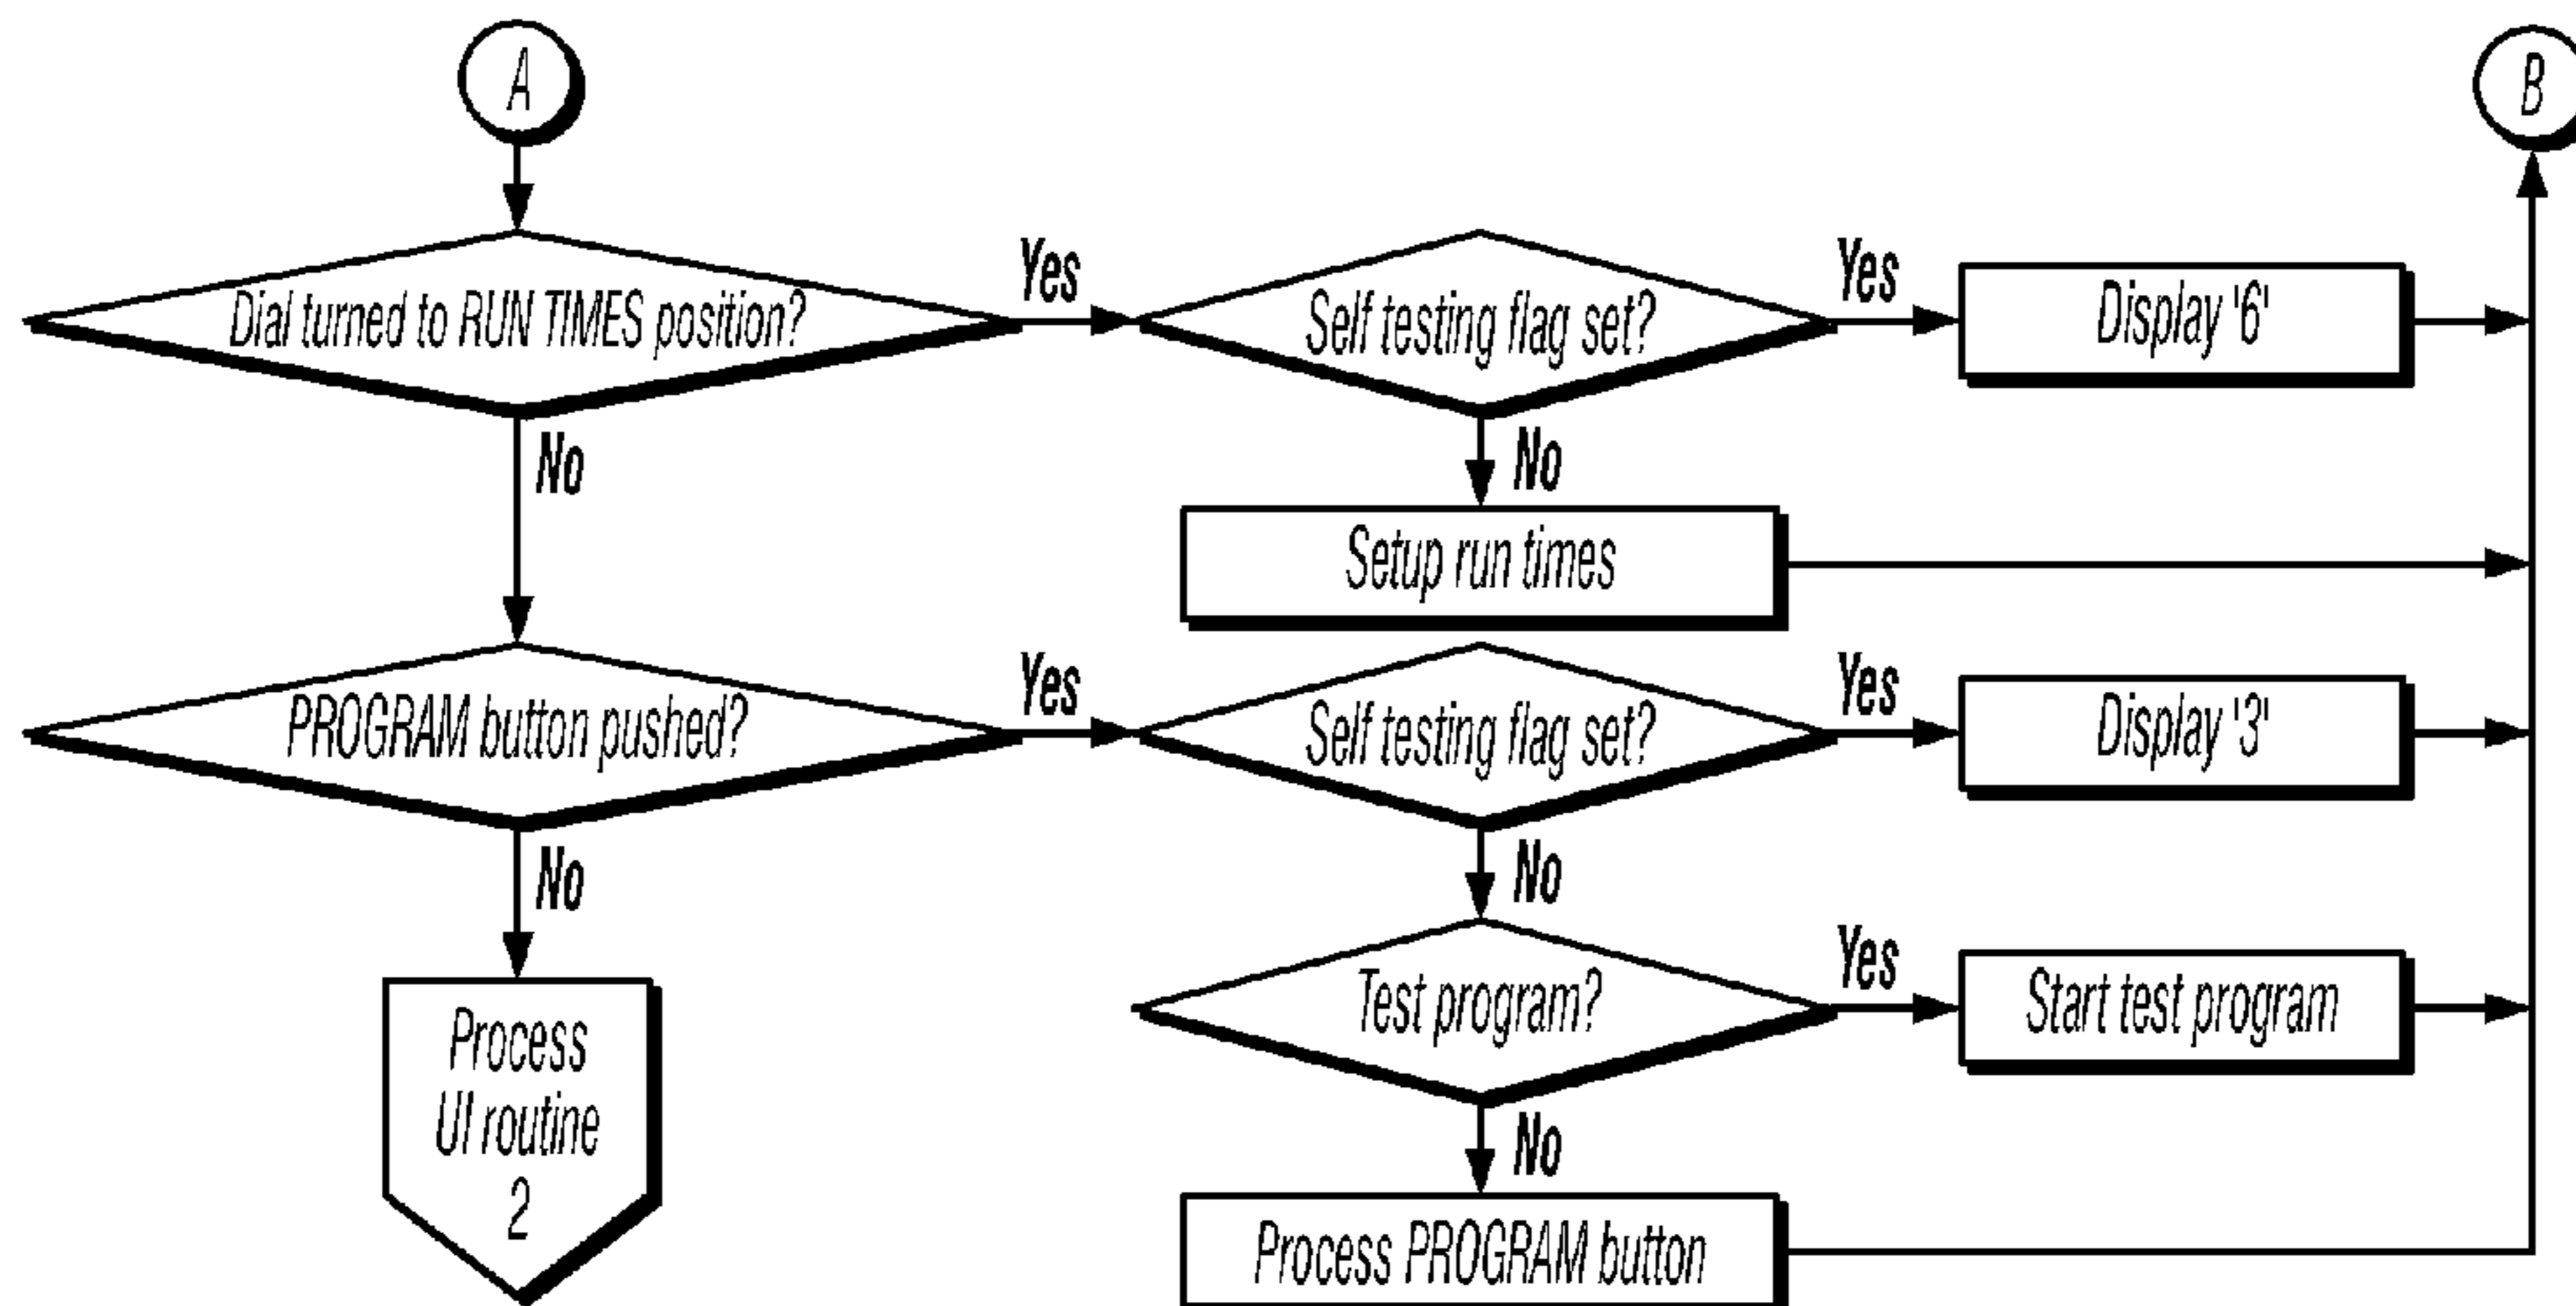 A
B
Dial turned to RUN TIMES position?
Yes
Self testing flag set?
Yes
Display '6'
No
No
Setup run times
PROGRAM button pushed?
Yes
Self testing flag set?
Yes
Display '3'
No
No
Test program?
Yes
Start test program
Process
UI routine
2
No
Process PROGRAM button